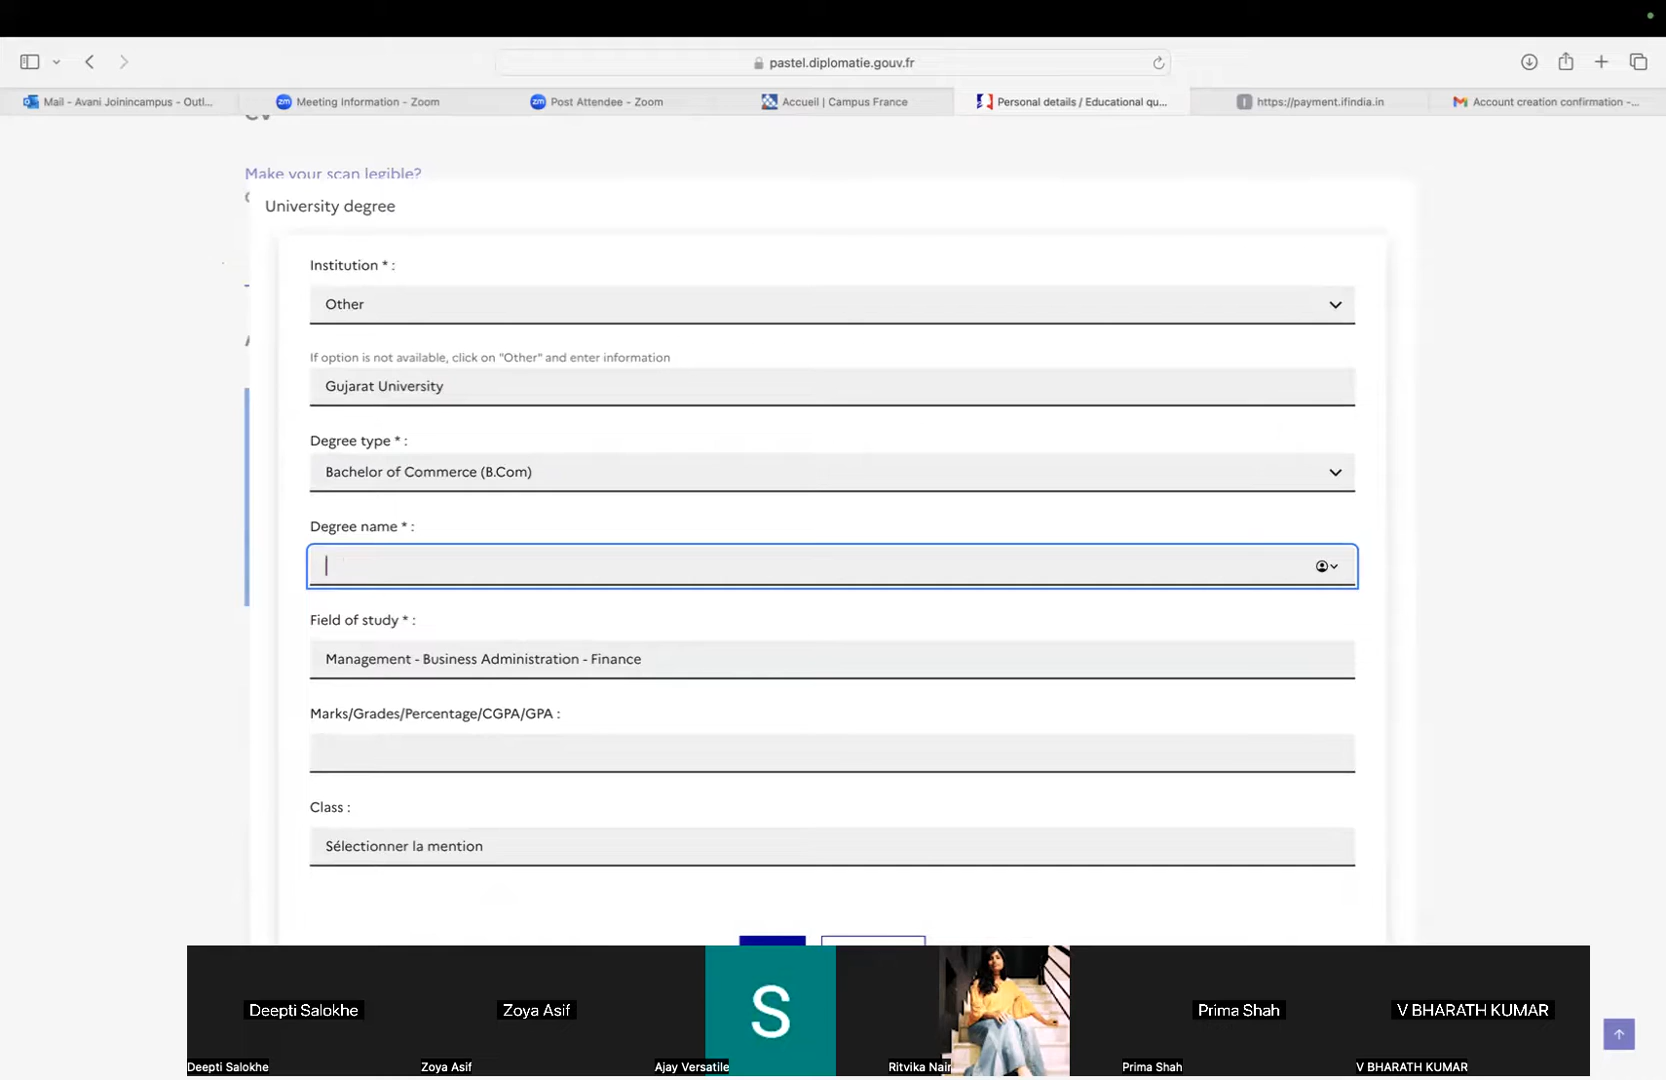 pastel.diplomatie.gouv.fr
Mail - Avani Joinincampus - Outl...
zm Meeting Information - Zoom
zm Post Attendee - Zoom
Accueil | Campus France
Personal details / Educational qu...
I https://payment.ifindia.in
Account creation confirmation -...
CV
Make your scan legible?
University degree
Institution * :
Other
If option is not available, click on "Other" and enter information
Gujarat University
Degree type * :
Bachelor of Commerce (B.Com)
Degree name * :
Field of study * :
Management - Business Administration - Finance
Marks/Grades/Percentage/CGPA/GPA :
Class :
Sélectionner la mention
Deepti Salokhe
Zoya Asif
S
Prima Shah
V BHARATH KUMAR
Deepti Salokhe
Zoya Asif
Ajay Versatile
Ritvika Nair
Prima Shah
V BHARATH KUMAR